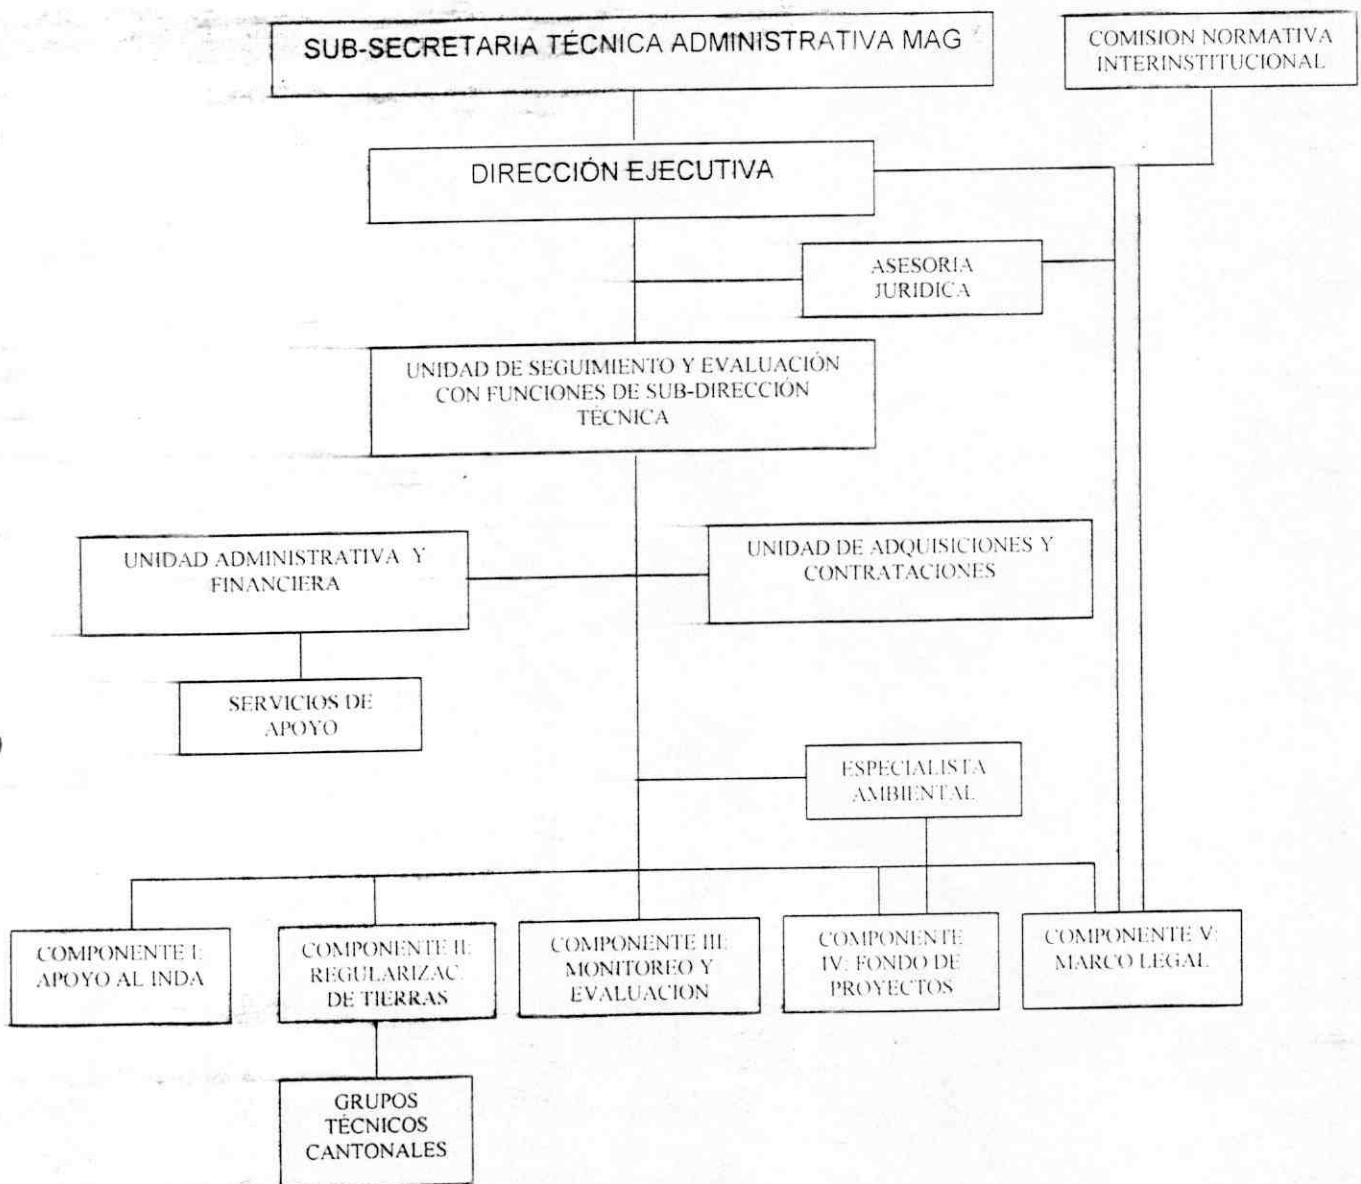 SUB-SECRETARIA TÉCNICA ADMINISTRATIVA MAG
COMISION NORMATIVA
INTERINSTITUCIONAL
DIRECCIÓN EJECUTIVA
ASESORIA
JURIDICA
UNIDAD DE SEGUIMIENTO Y EVALUACIÓN
CON FUNCIONES DE SUB-DIRECCIÓN
TÉCNICA
UNIDAD ADMINISTRATIVA Y
FINANCIERA
UNIDAD DE ADQUISICIONES Y
CONTRATACIONES
SERVICIOS DE
APOYO
ESPECIALISTA
AMBIENTAL
COMPONENTE I:
APOYO AL INDA
COMPONENTE II:
REGULARIZAC.
DE TIERRAS
COMPONENTE III:
MONITOREO Y
EVALUACION
COMPONENTE
IV: FONDO DE
PROYECTOS
COMPONENTE V:
MARCO LEGAL
GRUPOS
TÉCNICOS
CANTONALES